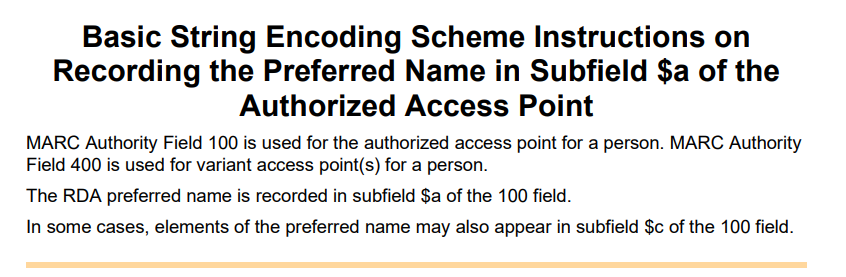 Basic String Encoding Scheme Instructions on
Recording the Preferred Name in Subfield $a of the
Authorized Access Point
MARC Authority Field 100 is used for the authorized access point for a person. MARC Authority
Field 400 is used for variant access point(s) for a person.
The RDA preferred name is recorded in subfield $a of the 100 field.
In some cases, elements of the preferred name may also appear in subfield $c of the 100 field.